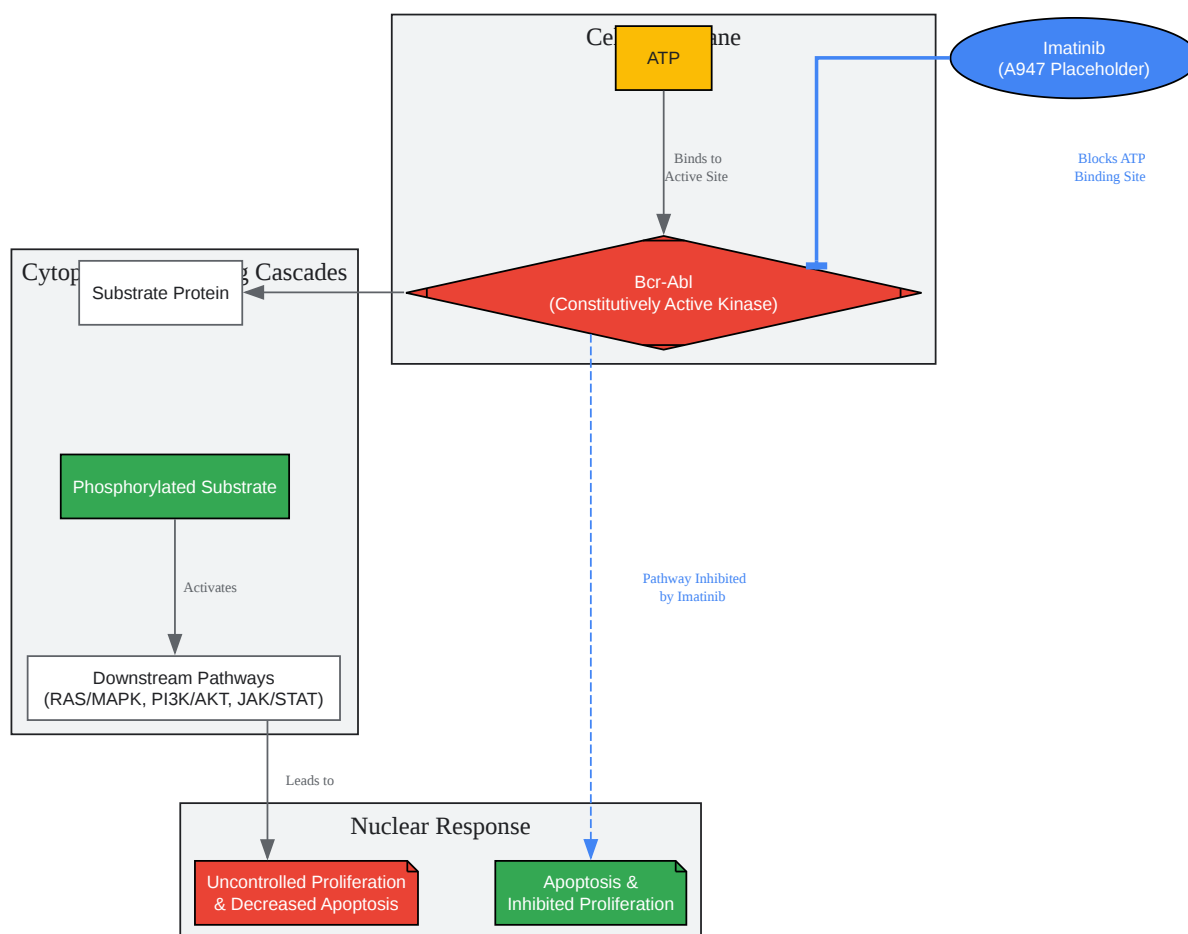 ATP
Imatinib
(A947 Placeholder)
Binds to
Active Site
Blocks ATP
Binding Site
Cascades
Substrate Protein
Bcr-Abl
(Constitutively Active Kinase)
Phosphorylated Substrate
Activates
Pathway Inhibited
by Imatinib
Downstream Pathways
(RAS/MAPK, PI3K/AKT, JAK/STAT)
Leads to
Nuclear Response
Uncontrolled Proliferation
& Decreased Apoptosis
Apoptosis &
Inhibited Proliferation